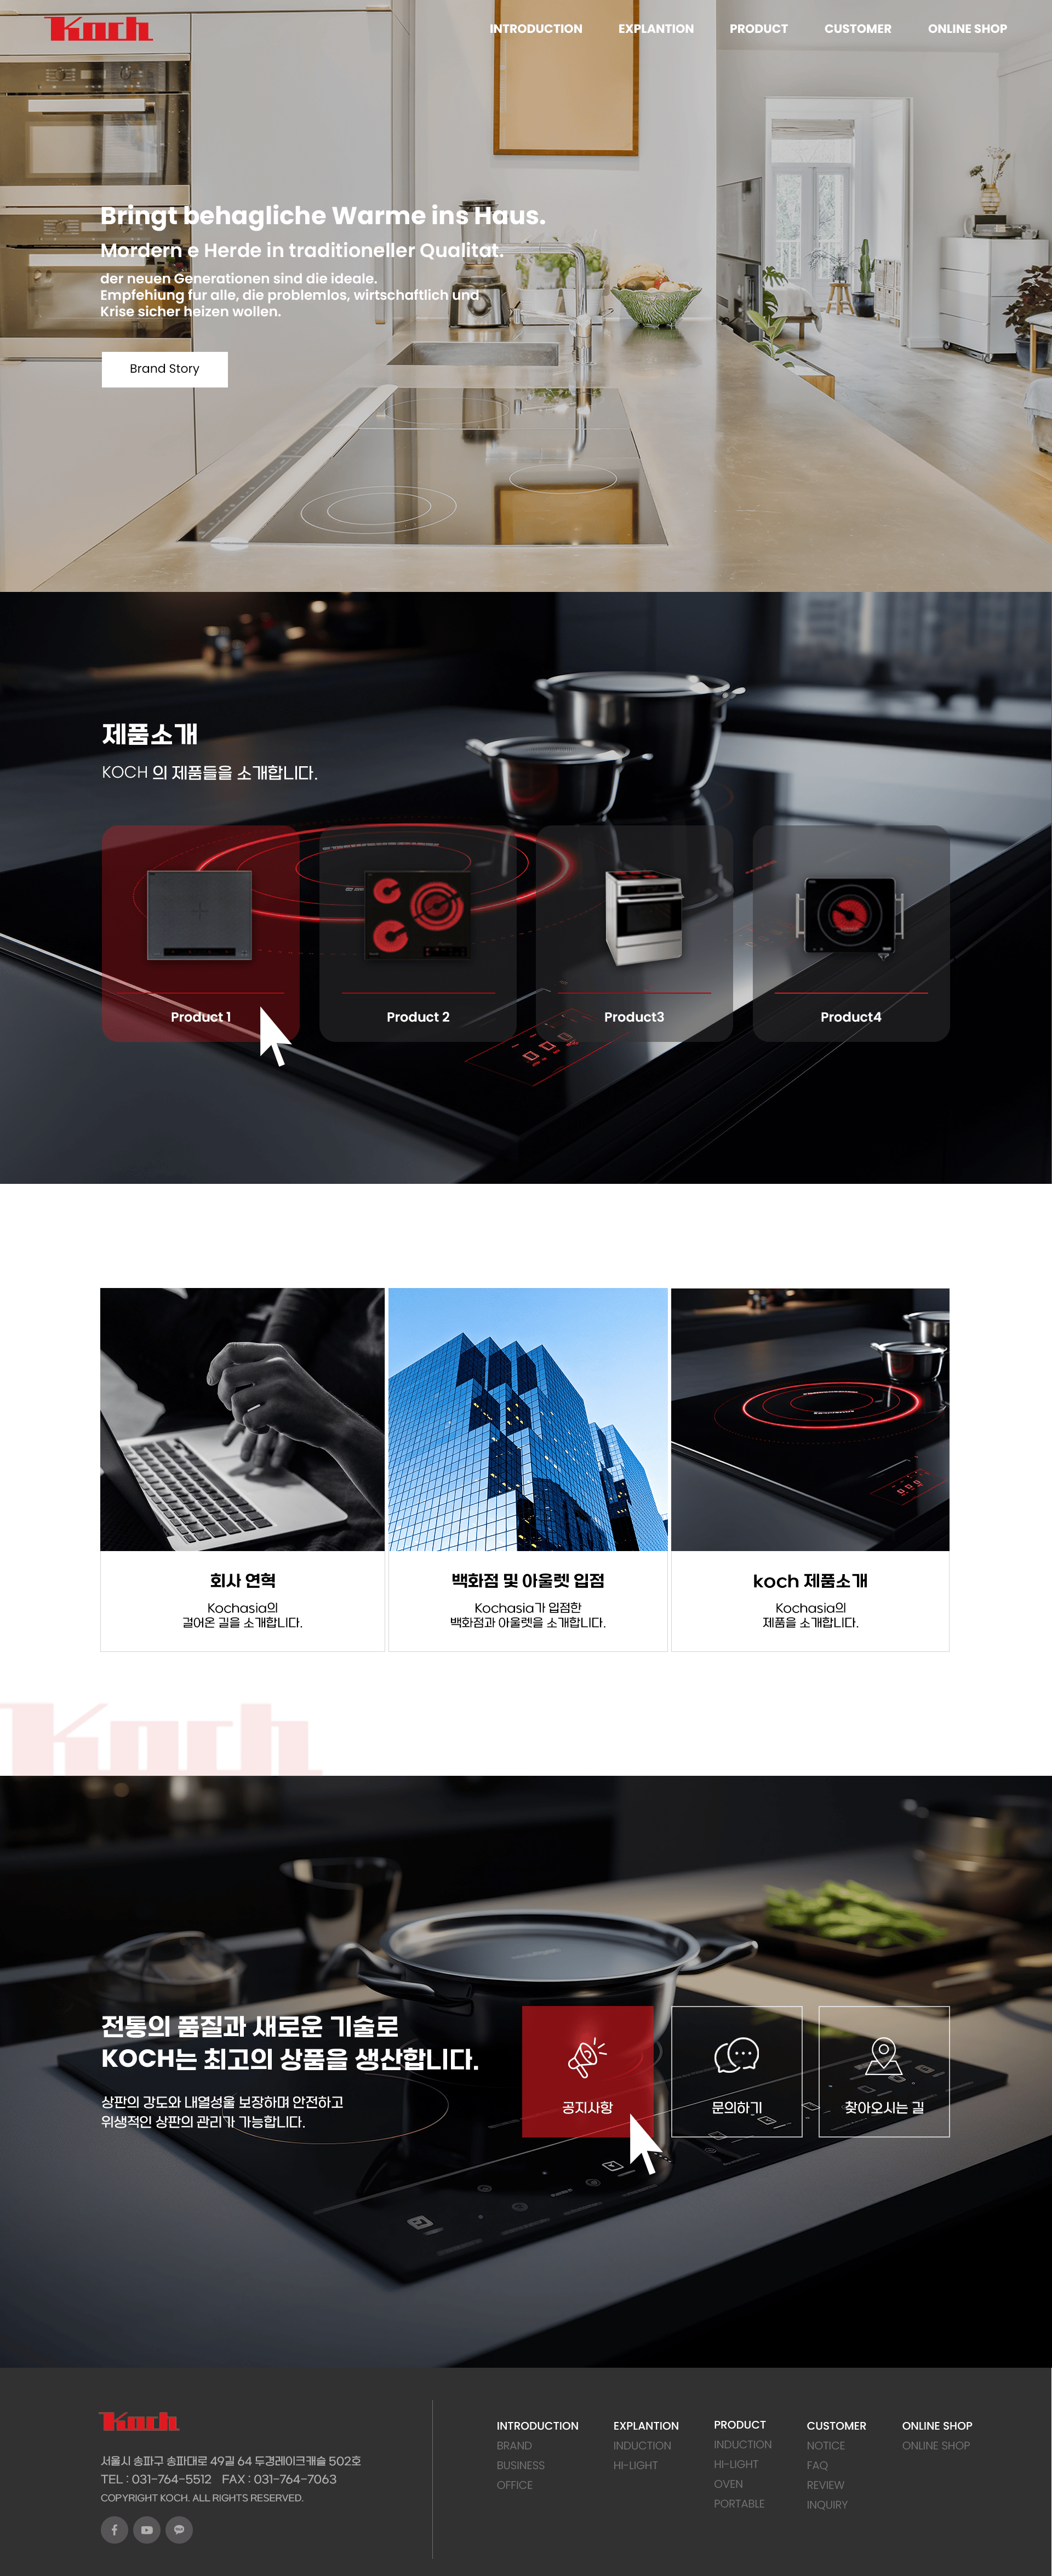 Koch
INTRODUCTION EXPLANTION PRODUCT CUSTOMER ONLINE SHOP
Bringt behagliche Warme ins Haus.
Mordern e Herde in traditioneller Qualitat.
der neuen Generationen sind die ideale.
Empfehlung fur alle, die problemlos, wirtschaftlich und
Krise sicher heizen wollen.
Brand Story
제품소개
KOCH 의 제품들을 소개합니다.
Product 1
Product 2
Product3
Product4
회사 연혁
Kochasia의
걸어온 길을 소개합니다.
백화점 및 아울렛 입점
Kochasia가 입점한
백화점과 아울렛을 소개합니다.
koch 제품소개
Kochasia의
제품을 소개합니다.
Koch
전통의 품질과 새로운 기술로
KOCH는 최고의 상품을 생산합니다.
상판의 강도와 내열성울 보장하며 안전하고
위생적인 상판의 관리가 가능합니다.
공지사항
문의하기
찾아오시는 길
Koch
서울시 송파구 송파대로 49길 64 두경레이크캐슬 502호
TEL : 031-764-5512 FAX : 031-764-7063
COPYRIGHT KOCH. ALL RIGHTS RESERVED.
INTRODUCTION
BRAND
BUSINESS
OFFICE
EXPLANTION
INDUCTION
HI-LIGHT
PRODUCT
INDUCTION
HI-LIGHT
OVEN
PORTABLE
CUSTOMER
NOTICE
FAQ
REVIEW
INQUIRY
ONLINE SHOP
ONLINE SHOP